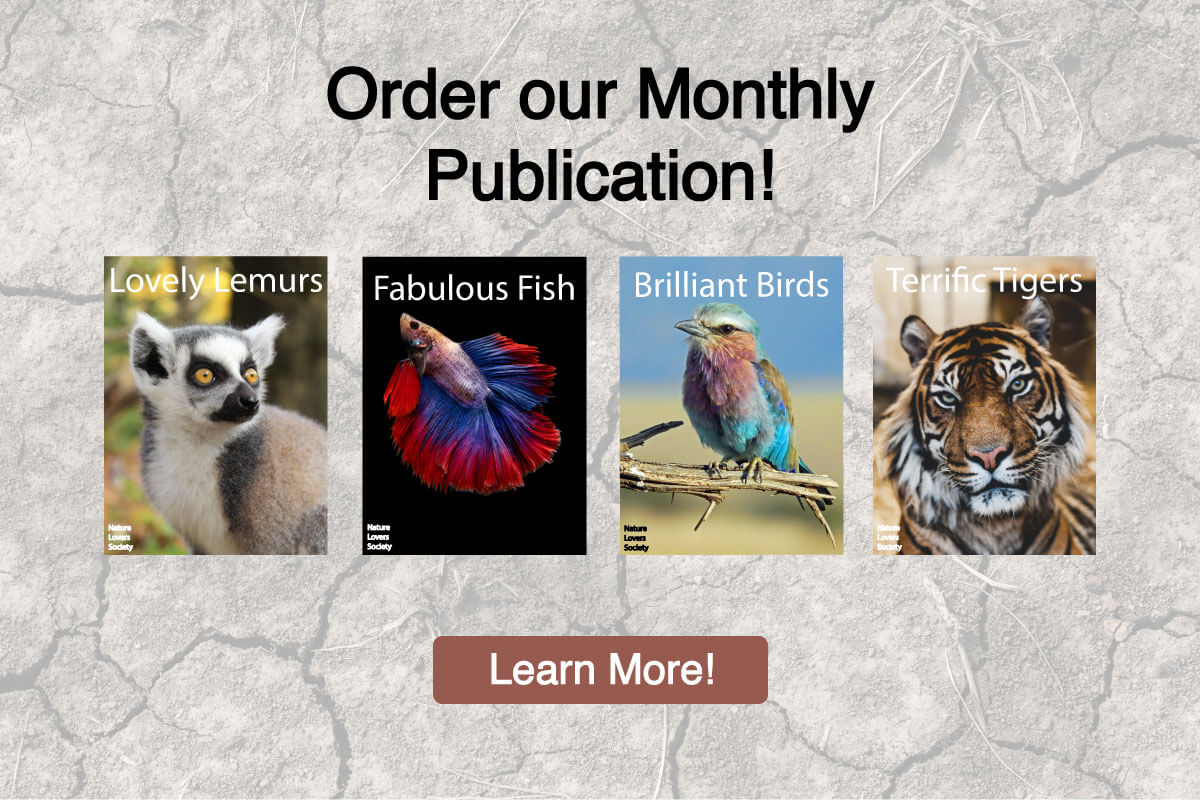 Order our Monthly
Publication!
Lovely Lemurs
Nature
Lovers
Society
Fabulous Fish
Nature
Lovers
Society
Brilliant Birds
Nature
Lovers
Society
Terrific Tigers
Nature
Lovers
Society
Learn More!